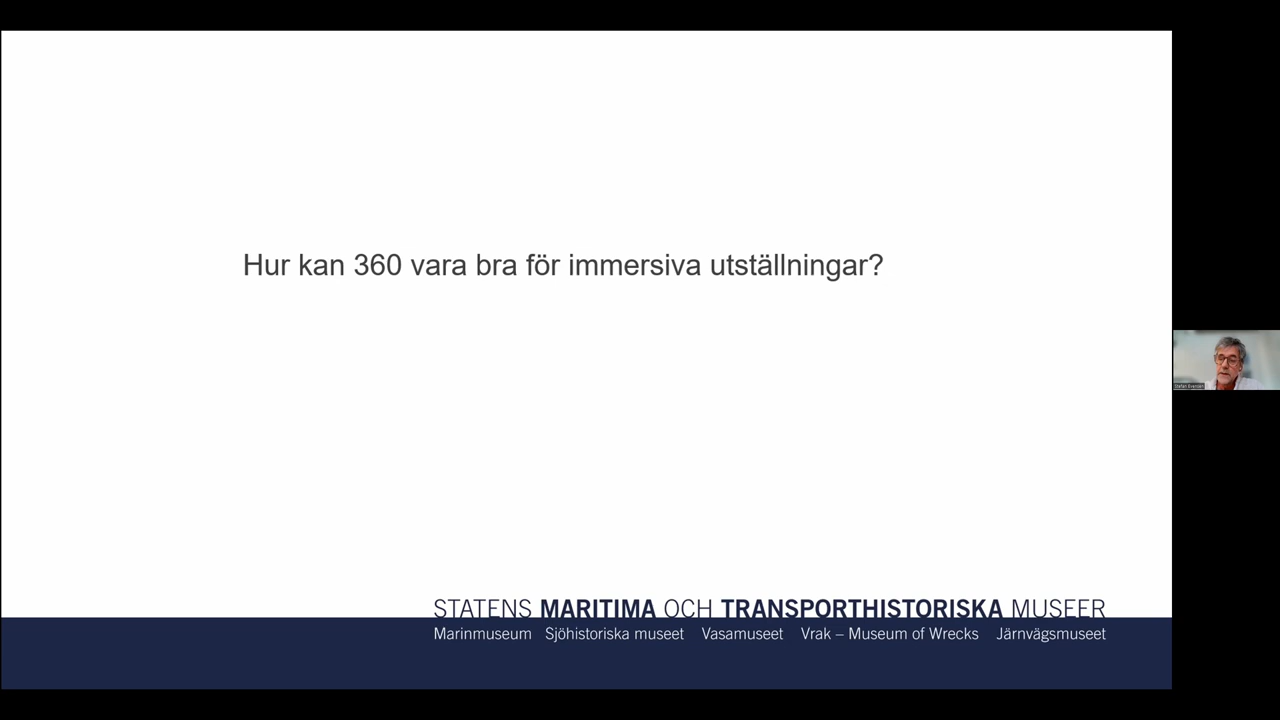 Hur kan 360 vara bra för immersiva utställningar?
STATENS MARITIMA OCH TRANSPORTHISTORISKA MUSEER
Marinmuseum Sjöhistoriska museet Vasamuseet Vrak – Museum of Wrecks Järnvägsmuseet